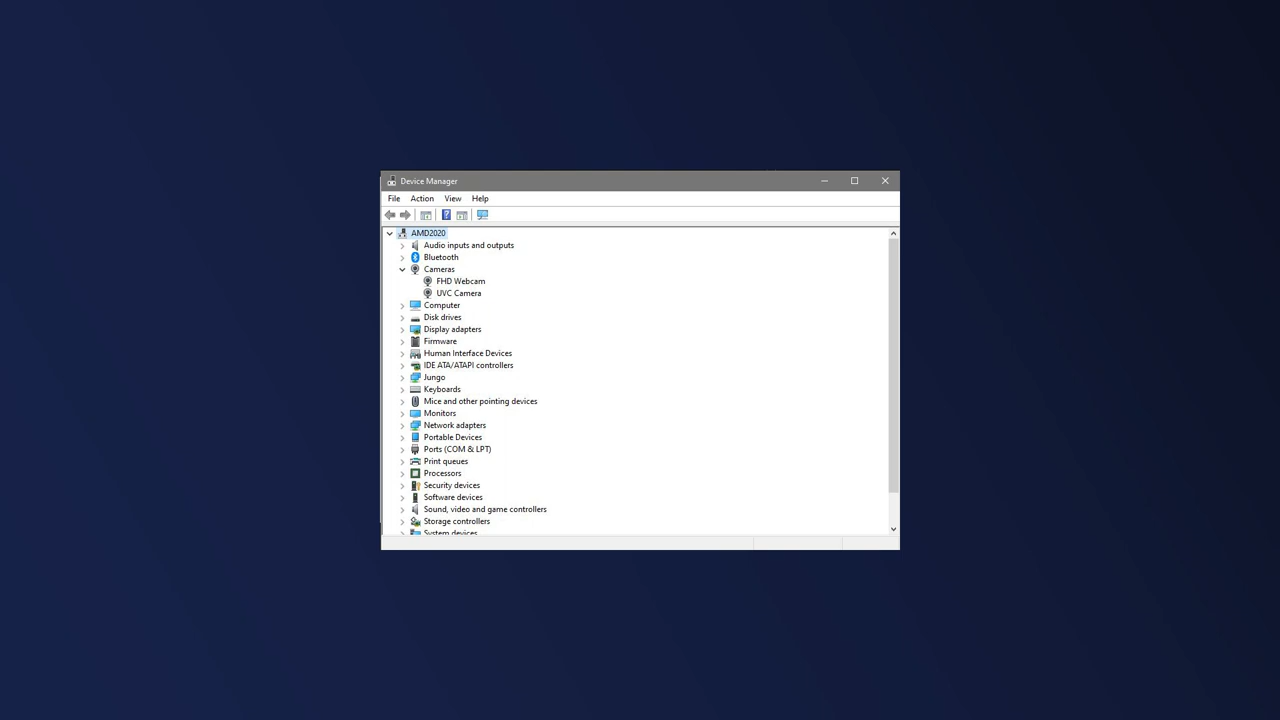 Device Manager
File Action View Help
AMD2020
Audio inputs and outputs
Bluetooth
Cameras
FHD Webcam
UVC Camera
Computer
Disk drives
Display adapters
Firmware
Human Interface Devices
IDE ATA/ATAPI controllers
Jungo
Keyboards
Mice and other pointing devices
Monitors
Network adapters
Portable Devices
Ports (COM & LPT)
Print queues
Processors
Security devices
Software devices
Sound, video and game controllers
Storage controllers
System devices